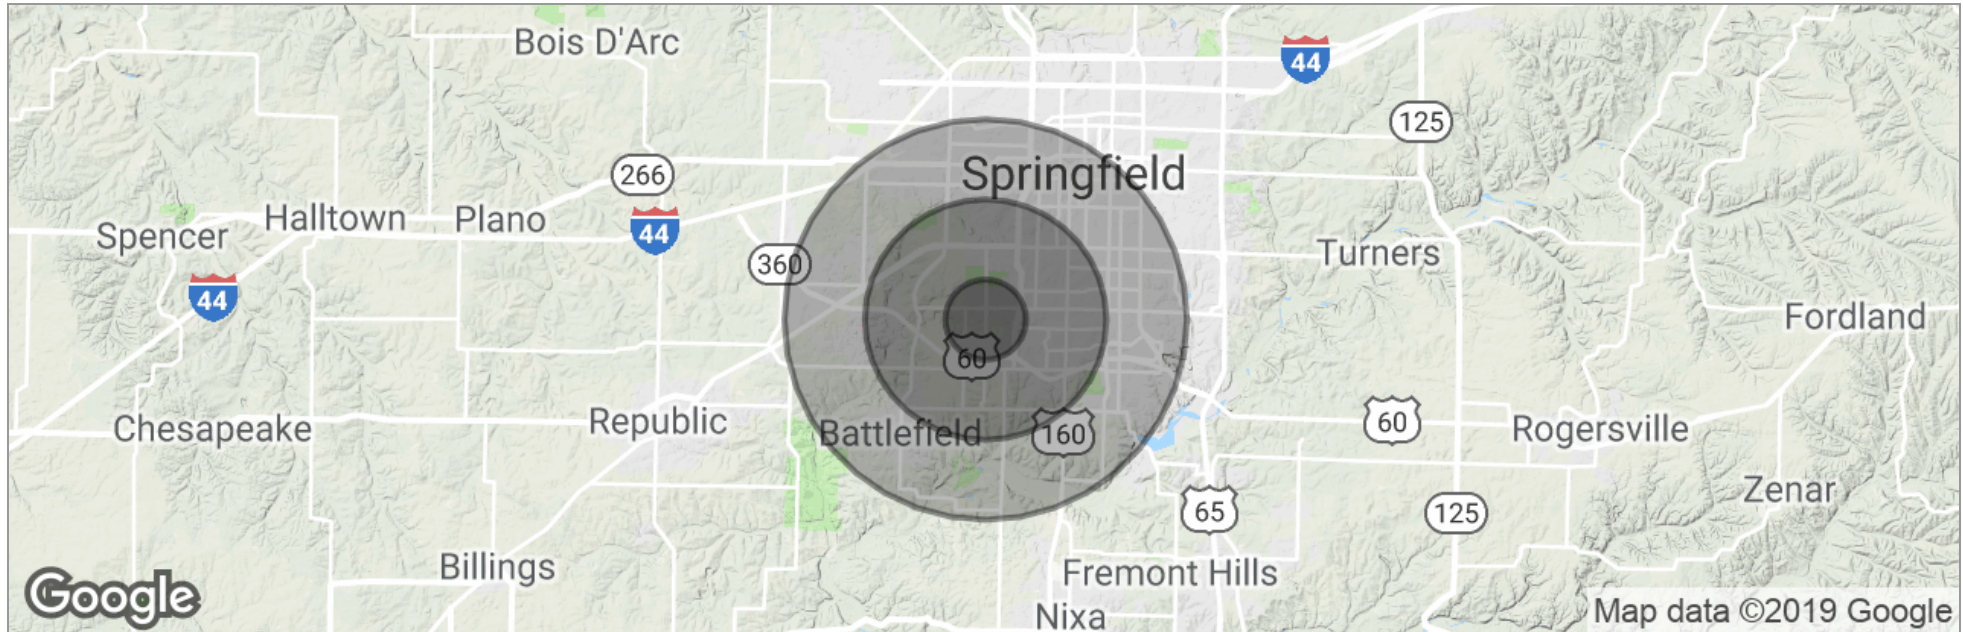 Bois D'Arc
44
125
Springfield
266
Halltown
Plano
44
Spencer
360
Turners
44
Fordland
60
Chesapeake
Republic
Battlefield
160
60
Rogersville
Zenar
65
125
Billings
Fremont Hills
Nixa
Google
Map data ©2019 Google